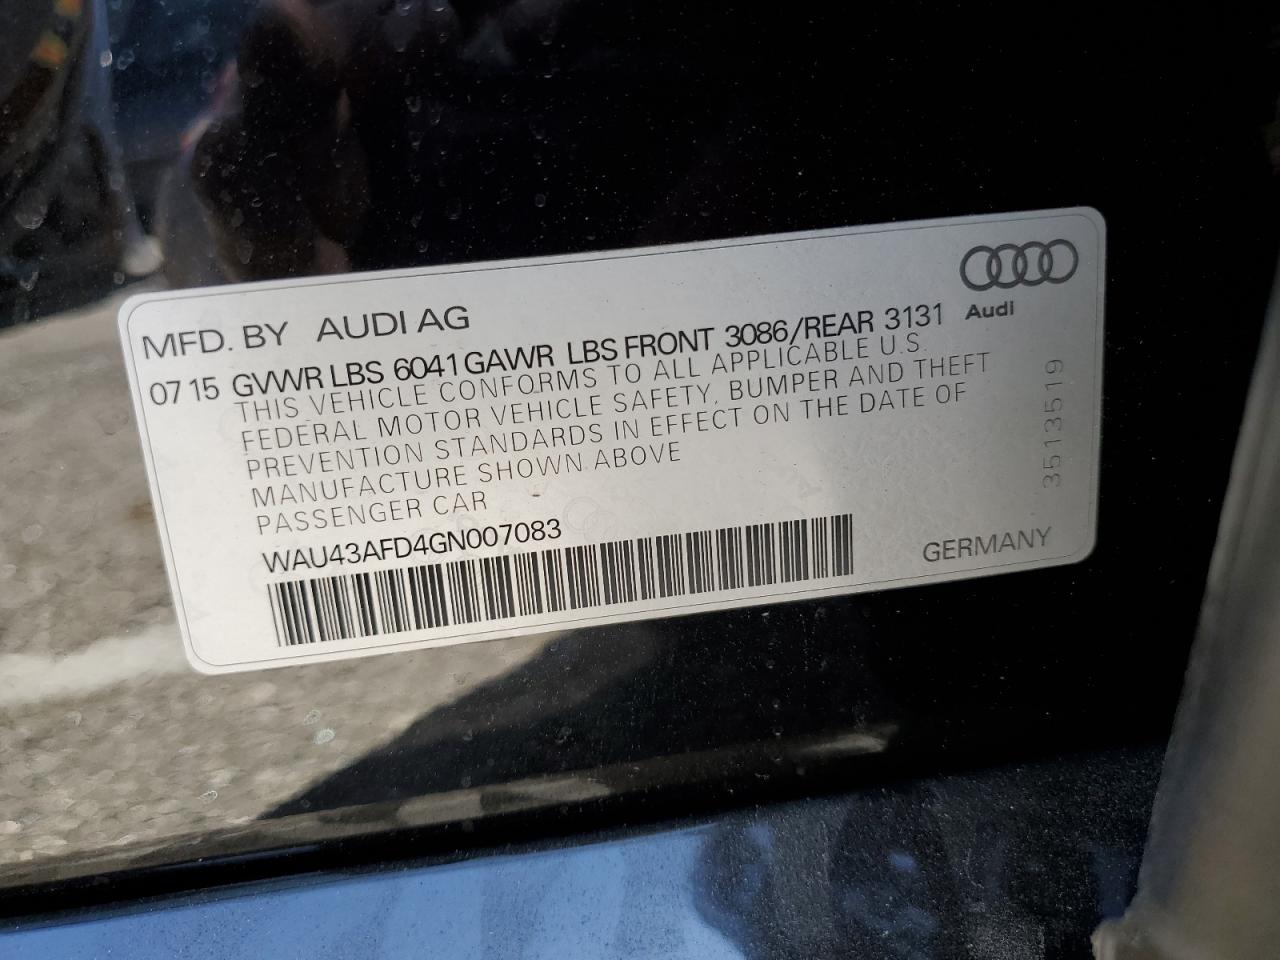 MFD. BY AUDI AG
Audi
07 15 GVWR LBS 6041 GAWR LBS FRONT 3086/REAR 3131
THIS VEHICLE CONFORMS TO ALL APPLICABLE U.S.
FEDERAL MOTOR VEHICLE SAFETY, BUMPER AND THEFT
PREVENTION STANDARDS IN EFFECT ON THE DATE OF
MANUFACTURE SHOWN ABOVE
PASSENGER CAR
WAU43AFD4GN007083
GERMANY
3513519